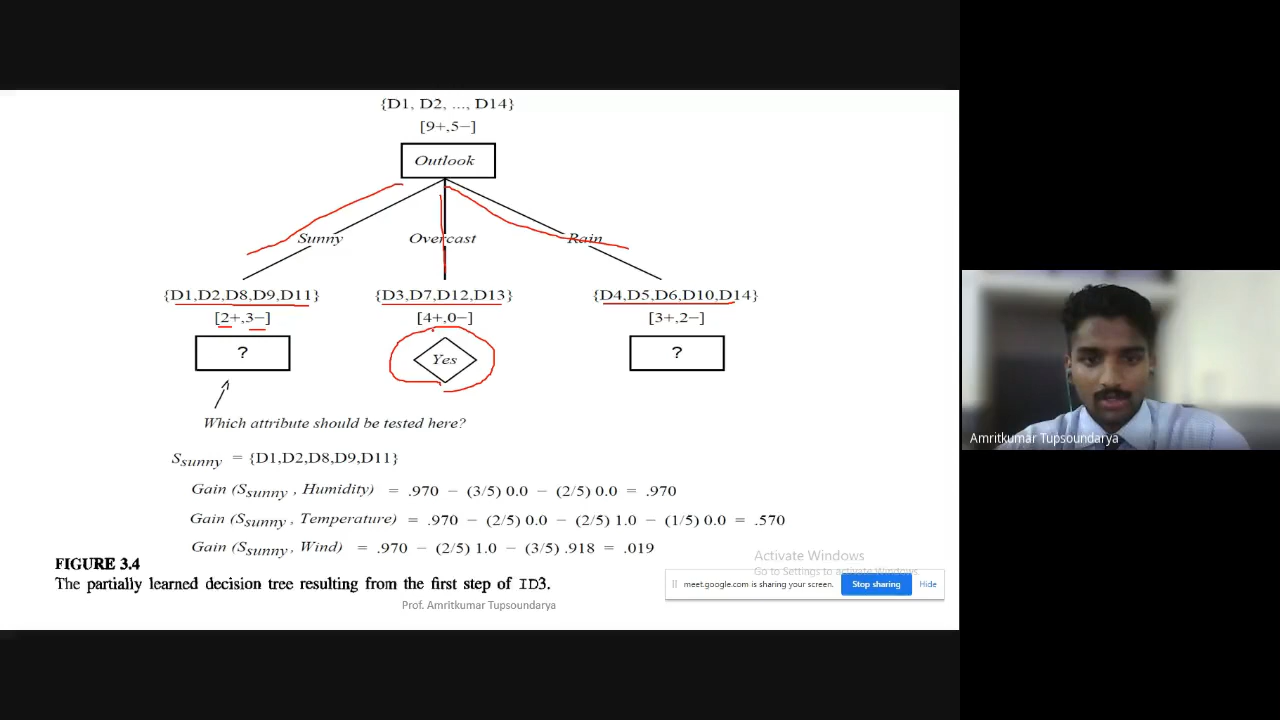 {D1, D2, ..., D14}
[9+,5−]
Outlook
Sunny Overcast Rain
{D1,D2,D8,D9,D11} {D3,D7,D12,D13} {D4,D5,D6,D10,D14}
[2+,3−] [4+,0−] [3+,2−]
? Yes ?
Which attribute should be tested here?
Ssunny = {D1,D2,D8,D9,D11}
Gain (Ssunny , Humidity) = .970 − (3/5) 0.0 − (2/5) 0.0 = .970
Gain (Ssunny , Temperature) = .970 − (2/5) 0.0 − (2/5) 1.0 − (1/5) 0.0 = .570
Gain (Ssunny , Wind) = .970 − (2/5) 1.0 − (3/5) .918 = .019
FIGURE 3.4
The partially learned decision tree resulting from the first step of ID3.
Prof. Amritkumar Tupsoundarya
Activate Windows
Go to Settings to activate Windows.
meet.google.com is sharing your screen. Stop sharing Hide
Amritkumar Tupsoundarya